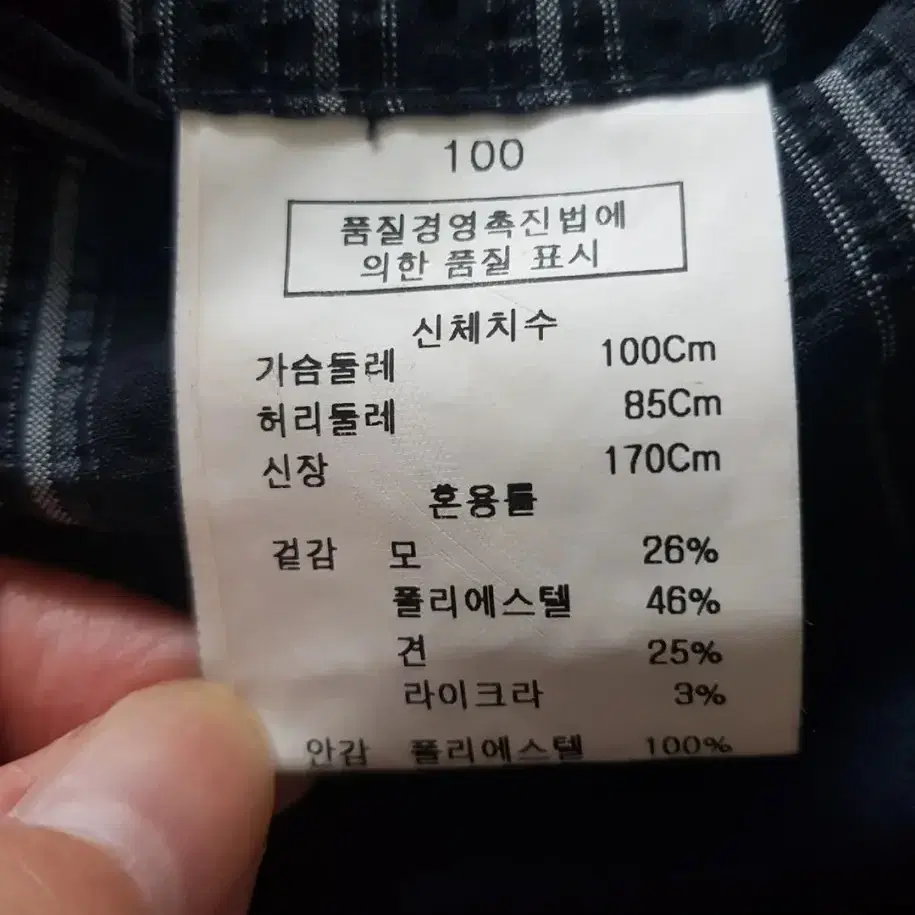 100
품질경영촉진법에
의한 품질 표시
신체치수
가슴둘레 100Cm
허리둘레 85Cm
신장 170Cm
혼용률
겉감 모 26%
폴리에스텔 46%
견 25%
라이크라 3%
안감 폴리에스텔 100%